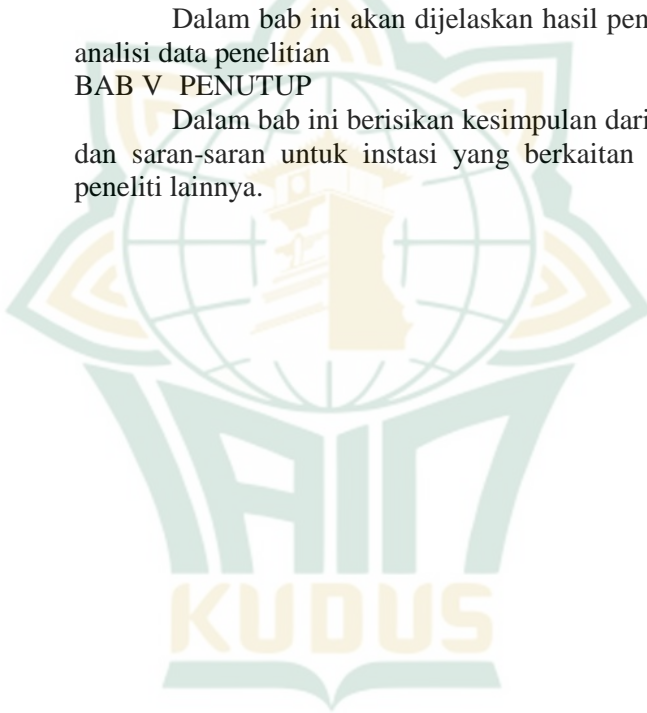 Dalam bab ini akan dijelaskan hasil pen
analisi data penelitian
BAB V PENUTUP
Dalam bab ini berisikan kesimpulan dari
dan saran-saran untuk instasi yang berkaitan
peneliti lainnya.
IAIN
KUDUS